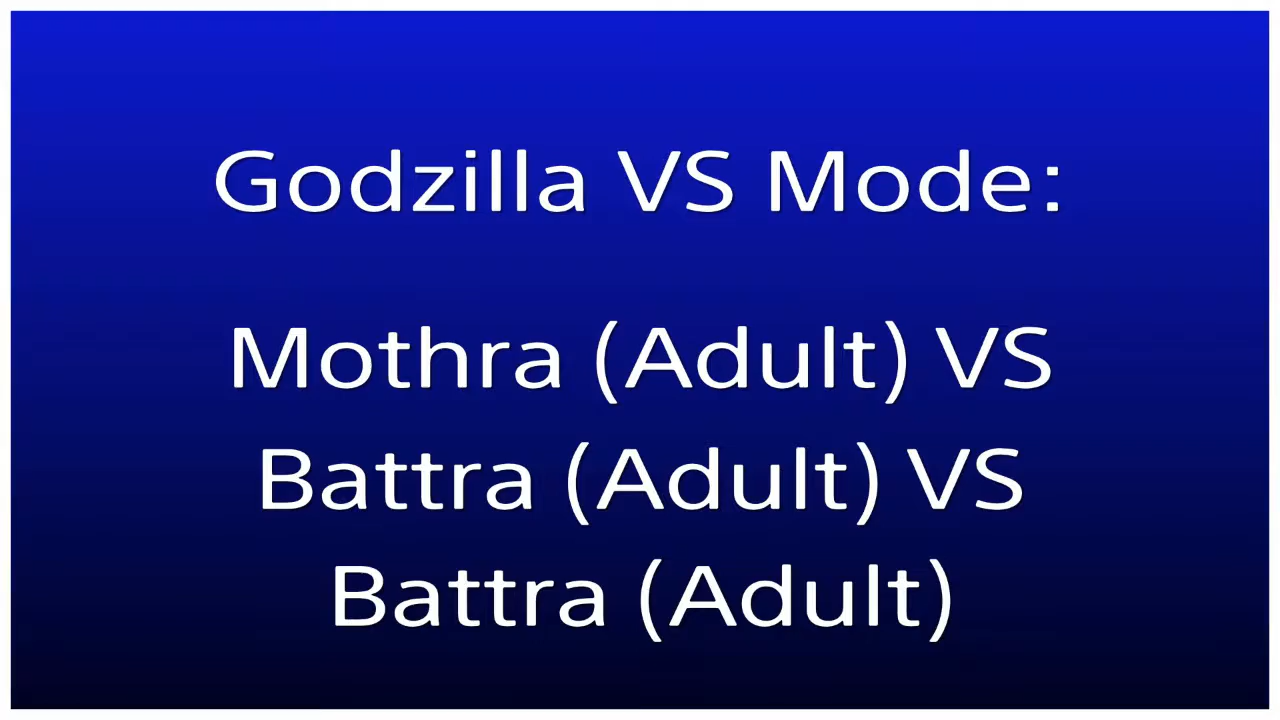 Godzilla VS Mode:
Mothra (Adult) VS
Battra (Adult) VS
Battra (Adult)